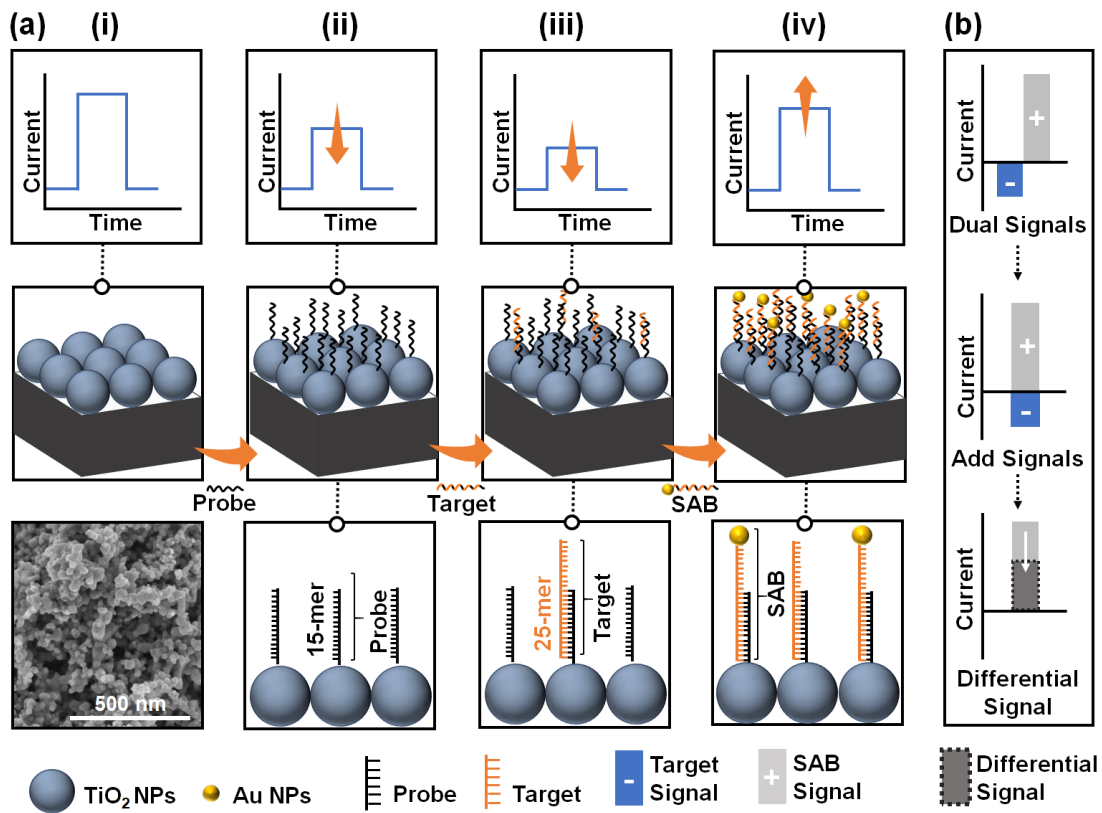 (a)
(i)
(ii)
(iii)
(iv)
(b)
Current
Time
Current
Time
Current
Time
Current
Time
Current
+
-
Dual Signals
Current
+
-
Add Signals
Current
Differential
Signal
Probe
Target
SAB
500 nm
15-mer
Probe
25-mer
Target
SAB
TiO2 NPs
Au NPs
Probe
Target
-
Target
Signal
+
SAB
Signal
Differential
Signal